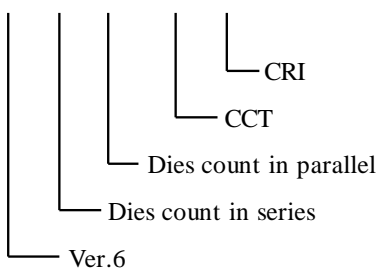 CRI
CCT
Dies count in parallel
Dies count in series
Ver.6